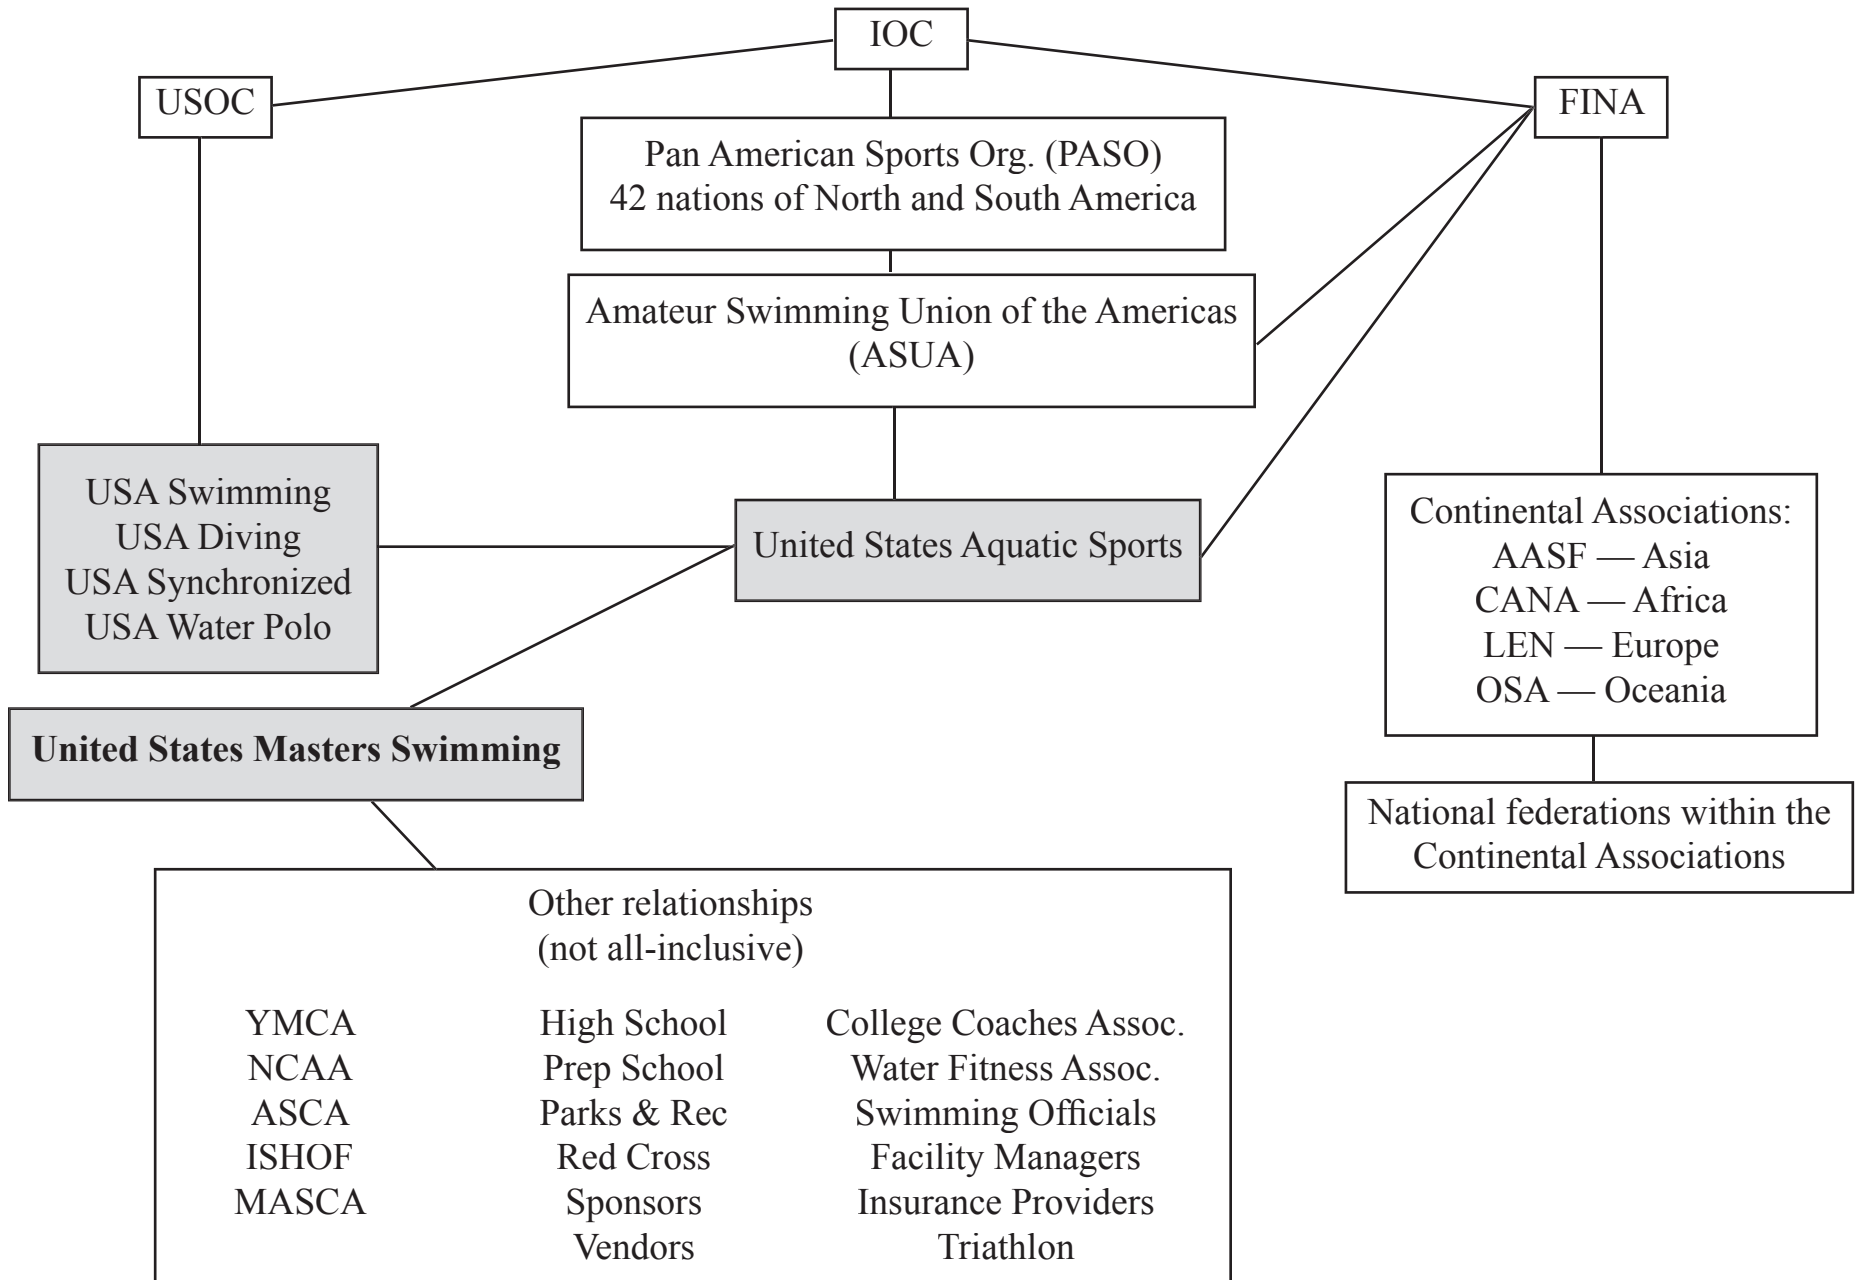 IOC
USOC
FINA
Pan American Sports Org. (PASO)
42 nations of North and South America
Amateur Swimming Union of the Americas
(ASUA)
USA Swimming
USA Diving
USA Synchronized
USA Water Polo
United States Aquatic Sports
Continental Associations:
AASF — Asia
CANA — Africa
LEN — Europe
OSA — Oceania
United States Masters Swimming
National federations within the
Continental Associations
Other relationships
(not all-inclusive)
YMCA
NCAA
ASCA
ISHOF
MASCA
High School
Prep School
Parks & Rec
Red Cross
Sponsors
Vendors
College Coaches Assoc.
Water Fitness Assoc.
Swimming Officials
Facility Managers
Insurance Providers
Triathlon